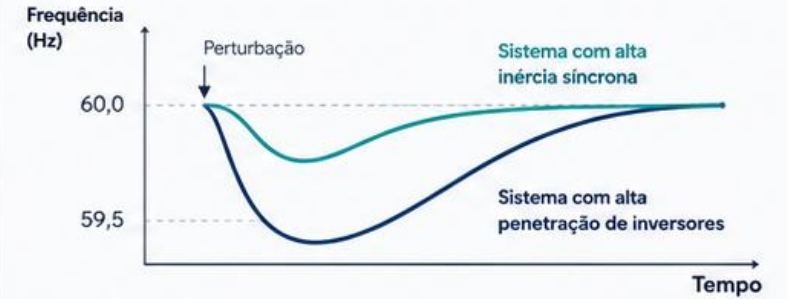 Frequência
(Hz)
Perturbação
Sistema com alta
inércia síncrona
60,0
Sistema com alta
penetração de inversores
59,5
Tempo